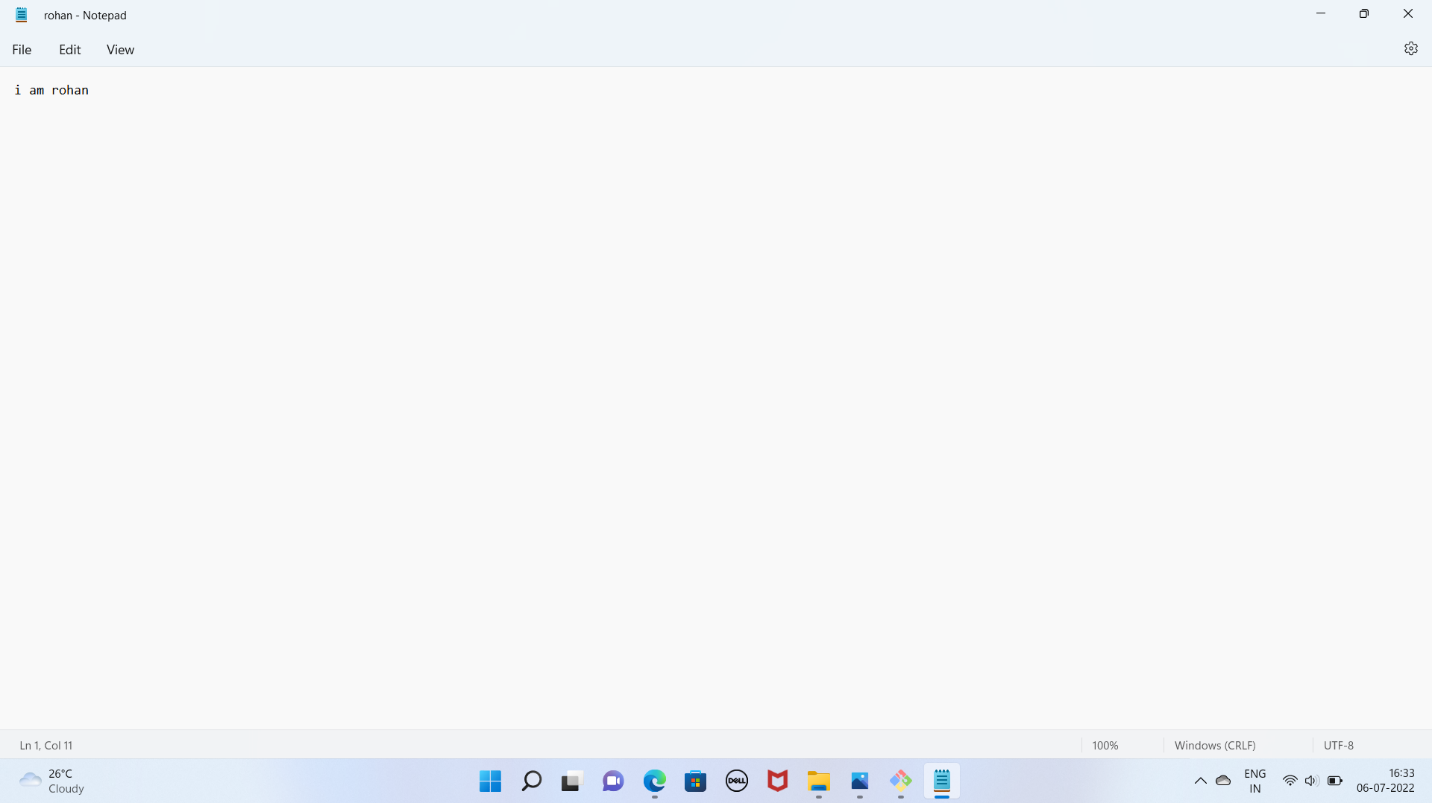 rohan - Notepad
File Edit View
i am rohan
Ln 1, Col 11 100% Windows (CRLF) UTF-8
26°C
Cloudy
DELL
ENG
IN
16:33
06-07-2022